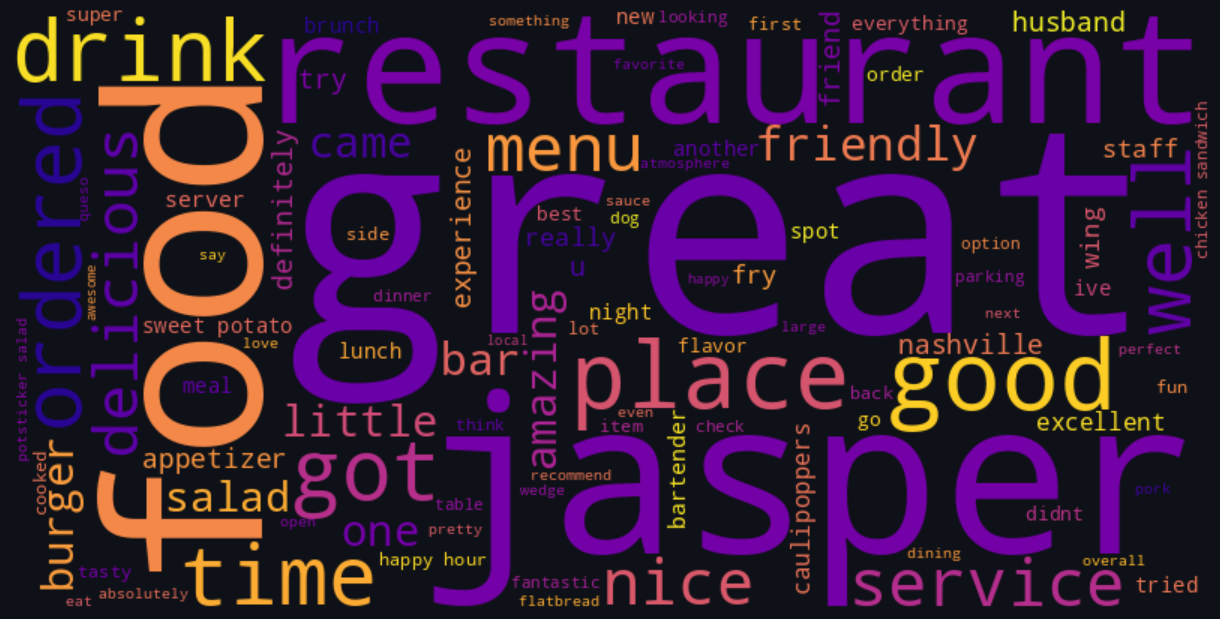 super
drink
brunch
restaurant
something
new
looking
first
everything
husband
try
favorite
friend
order
ordered
food
delicious
came
menu
another
friendly
atmosphere
staff
chicken sandwich
definitely
experience
great
well
queso
server
side
best
sauce
dog
really
u
spot
option
wing
say
awesome
dinner
happy
fry
parking
ive
sweet potato
love
lunch
amazing
night
lot
large
next
potsticker salad
meal
local
bar
place
flavor
nashville
perfect
back
good
fun
little
think
even
item
check
go
excellent
burger
cooked
appetizer
got
jasper
bartender
caulipoppers
salad
recommend
wedge
table
open
one
pretty
didnt
pork
time
happy hour
dining
overall
tasty
eat
absolutely
fantastic
flatbread
nice
service
tried